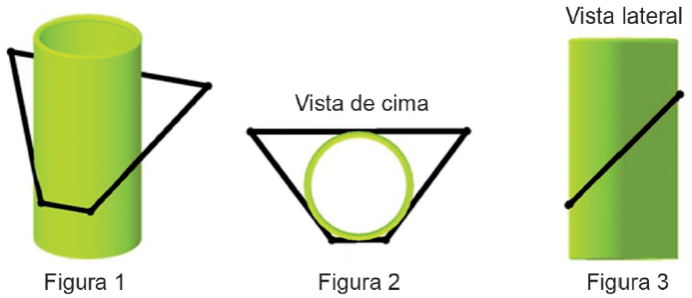 Vista lateral
Vista de cima
Figura 1
Figura 2
Figura 3